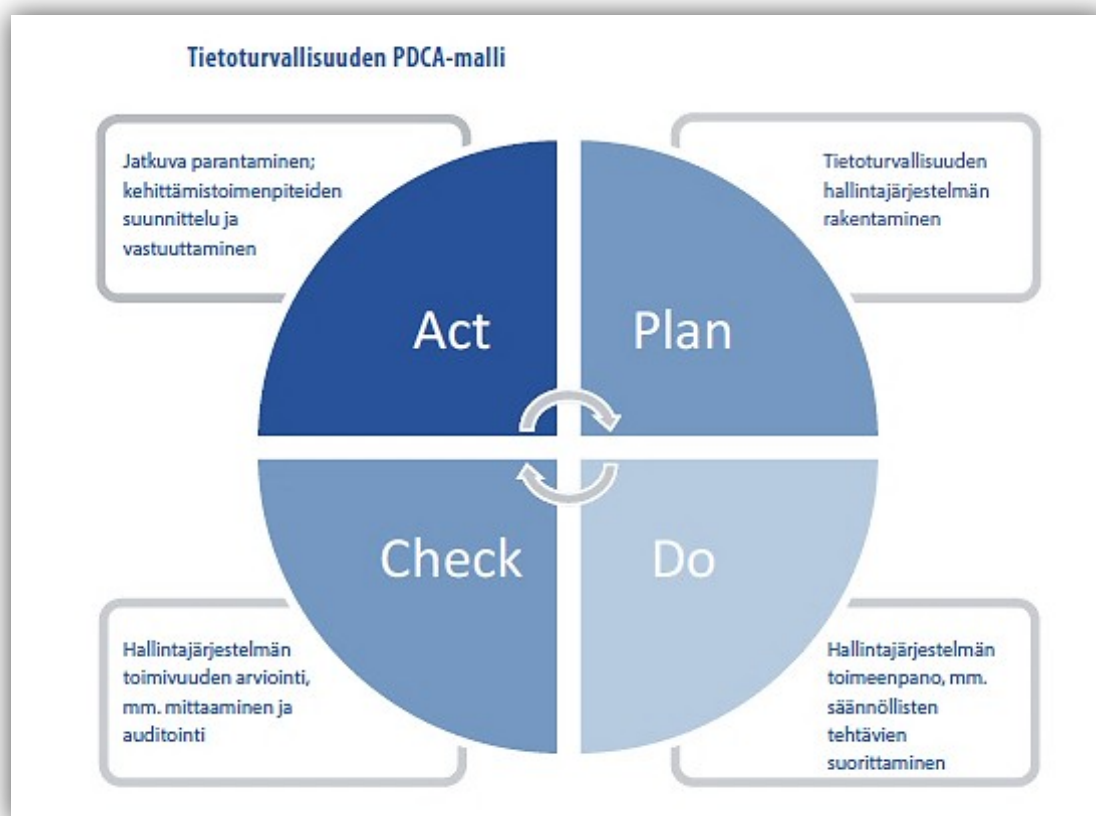 Tietoturvallisuuden PDCA-malli
Jatkuva parantaminen;
kehittämistoimenpiteiden
suunnittelu ja
vastuuttaminen
Tietoturvallisuuden
hallintajärjestelmän
rakentaminen
Act
Plan
Check
Do
Hallintajärjestelmän
toimivuuden arviointi,
mm. mittaaminen ja
auditointi
Hallintajärjestelmän
toimeenpano, mm.
säännöllisten
tehtävien
suorittaminen